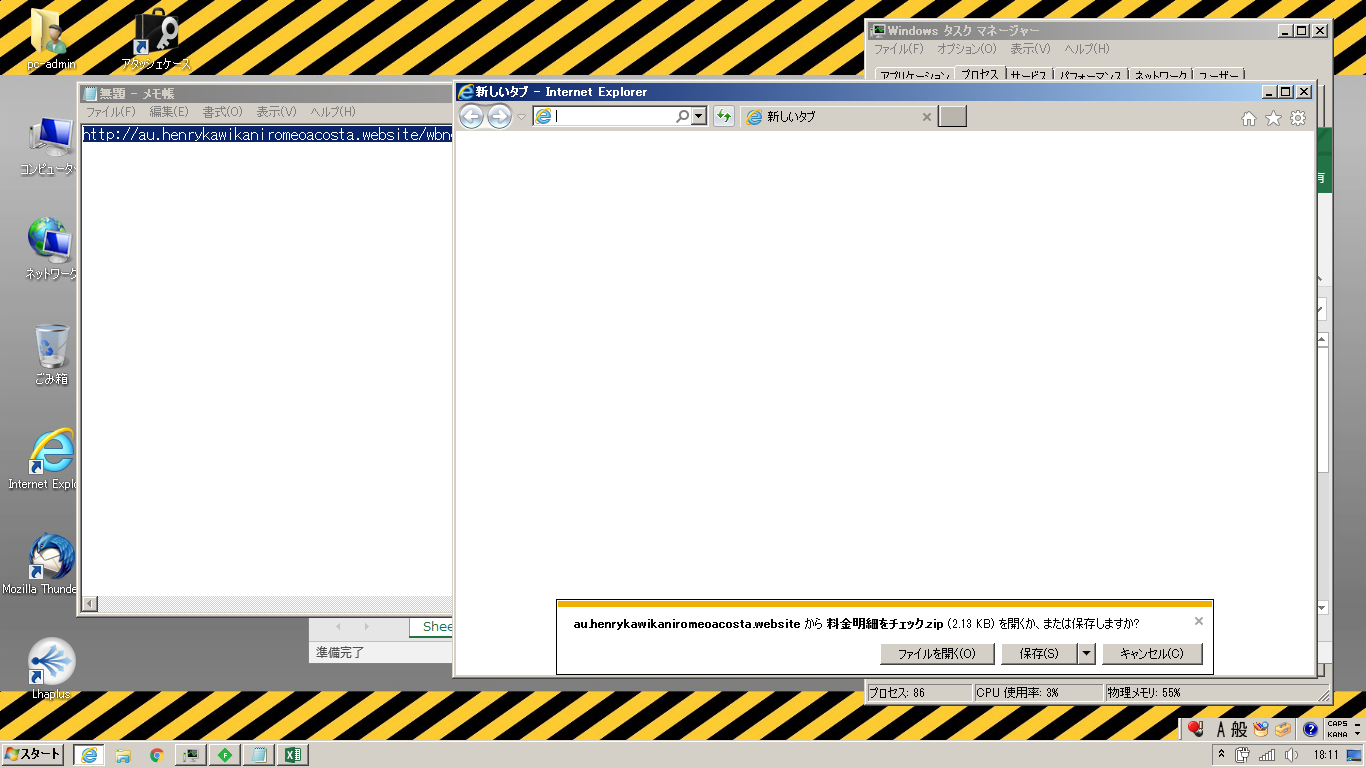 pc-admin
アタッシェケース
コンピューター
ネットワーク
ごみ箱
Internet Explo
Mozilla Thunde
Lhaplus
Windows タスク マネージャー
ファイル(F) オプション(O) 表示(V) ヘルプ(H)
アプリケーション プロセス サービス パフォーマンス ネットワーク ユーザー
無題 - メモ帳
ファイル(F) 編集(E) 書式(O) 表示(V) ヘルプ(H)
http://au.henrykawikaniromeoacosta.website/wbn
新しいタブ - Internet Explorer
新しいタブ
有
au.henrykawikaniromeoacosta.website から 料金明細をチェック.zip (2.13 KB) を開くか、または保存しますか?
ファイルを開く(O) 保存(S) キャンセル(C)
Shee
準備完了
プロセス: 86 CPU 使用率: 3% 物理メモリ: 55%
A 般 CAPS KANA
スタート
18:11